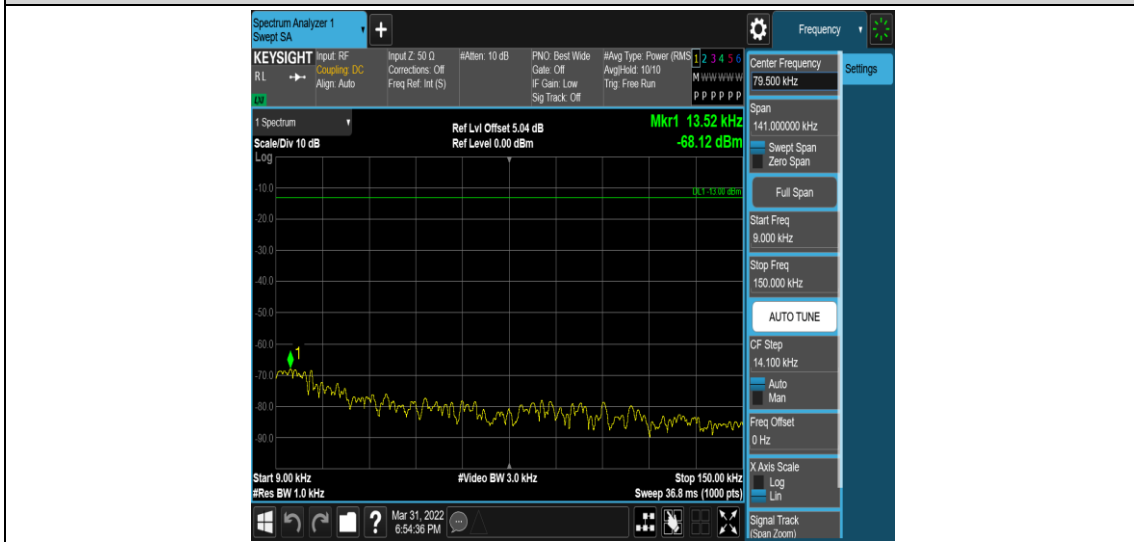 Spectrum Analyzer 1
Swept SA
+
Frequency
KEYSIGHT Input: RF Input Z: 50 Ω #Atten: 10 dB PNO: Best Wide #Avg Type: Power (RMS 1 2 3 4 5 6
RL Coupling: DC Corrections: Off Gate: Off Avg|Hold: 10/10 M W W W W W
Align: Auto Freq Ref: Int (S) IF Gain: Low Trig: Free Run
Sig Track: Off P P P P P P
LXI
1 Spectrum
Ref Lvl Offset 5.04 dB Mkr1 13.52 kHz
Scale/Div 10 dB Ref Level 0.00 dBm -68.12 dBm
Log
-10.0
DL1 -13.00 dBm
-20.0
-30.0
-40.0
-50.0
-60.0
1
-70.0
-80.0
-90.0
Start 9.00 kHz #Video BW 3.0 kHz Stop 150.00 kHz
#Res BW 1.0 kHz Sweep 36.8 ms (1000 pts)
? Mar 31, 2022
6:54:36 PM
Center Frequency
79.500 kHz
Settings
Span
141.000000 kHz
Swept Span
Zero Span
Full Span
Start Freq
9.000 kHz
Stop Freq
150.000 kHz
AUTO TUNE
CF Step
14.100 kHz
Auto
Man
Freq Offset
0 Hz
X Axis Scale
Log
Lin
Signal Track
(Span Zoom)